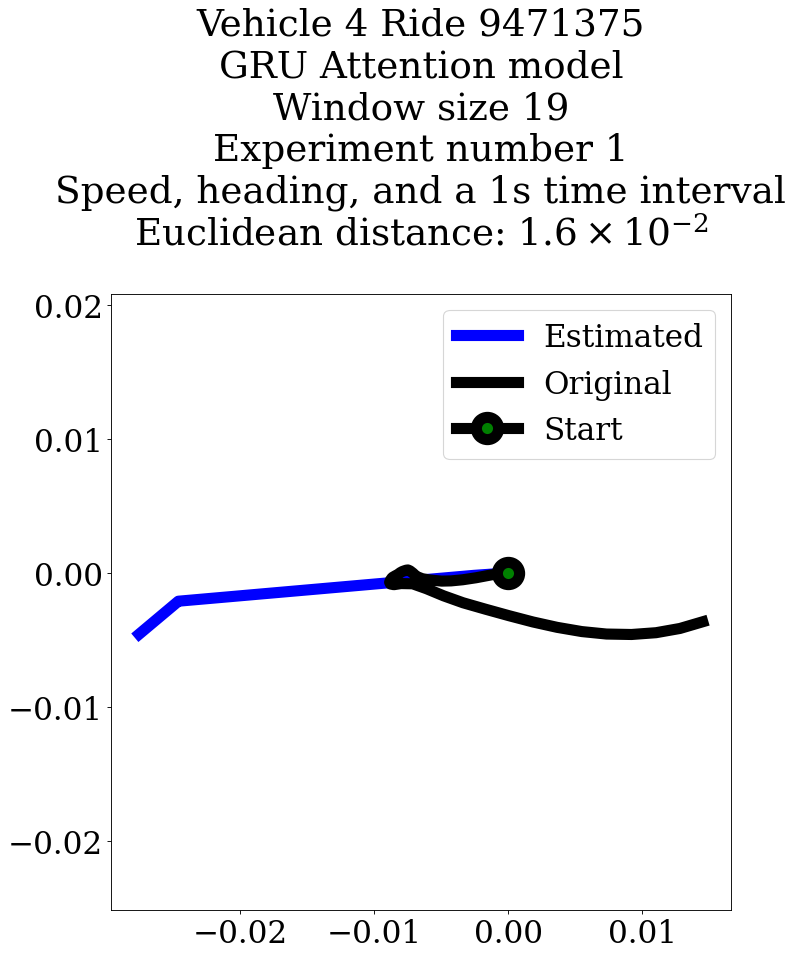 Vehicle 4 Ride 9471375
GRU Attention model
Window size 19
Experiment number 1
Speed, heading, and a 1s time interval
Euclidean distance: 1.6 × 10⁻²
Estimated
Original
Start
0.02
0.01
0.00
−0.01
−0.02
−0.02
−0.01
0.00
0.01